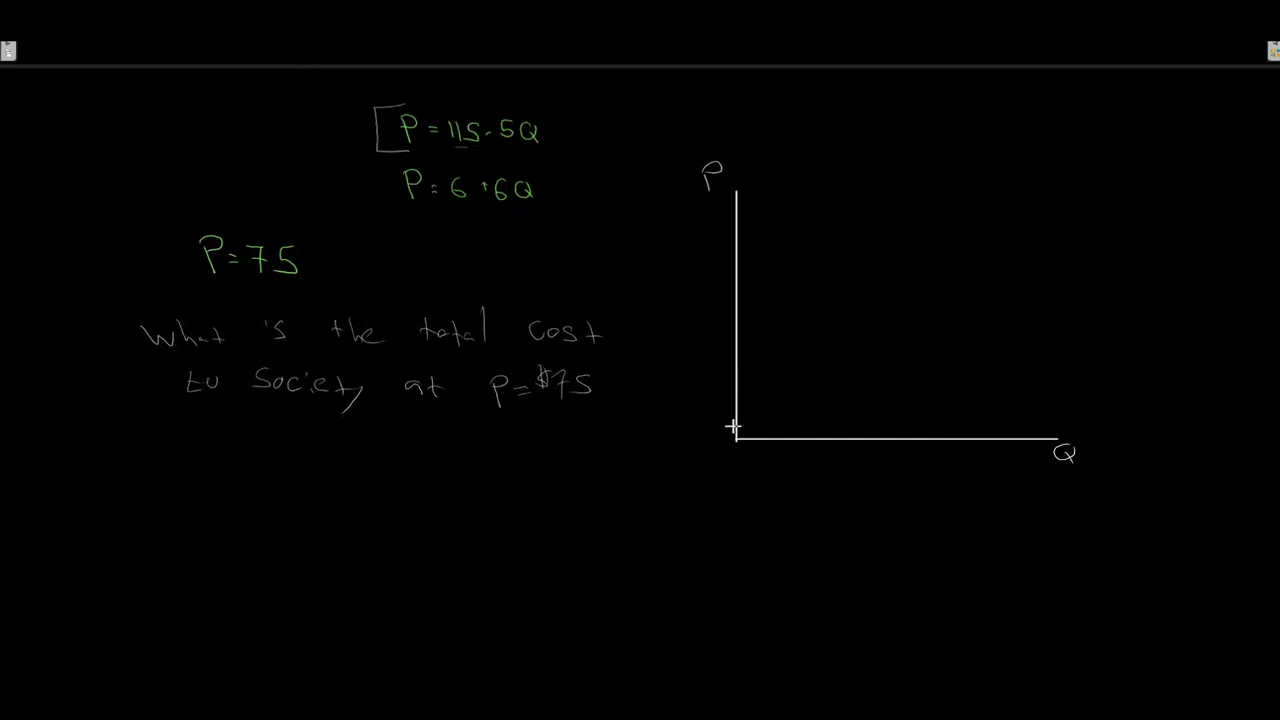 P=115-5Q
P=6+6Q
P=75
What is the total cost
to Society at P=$75
P
Q